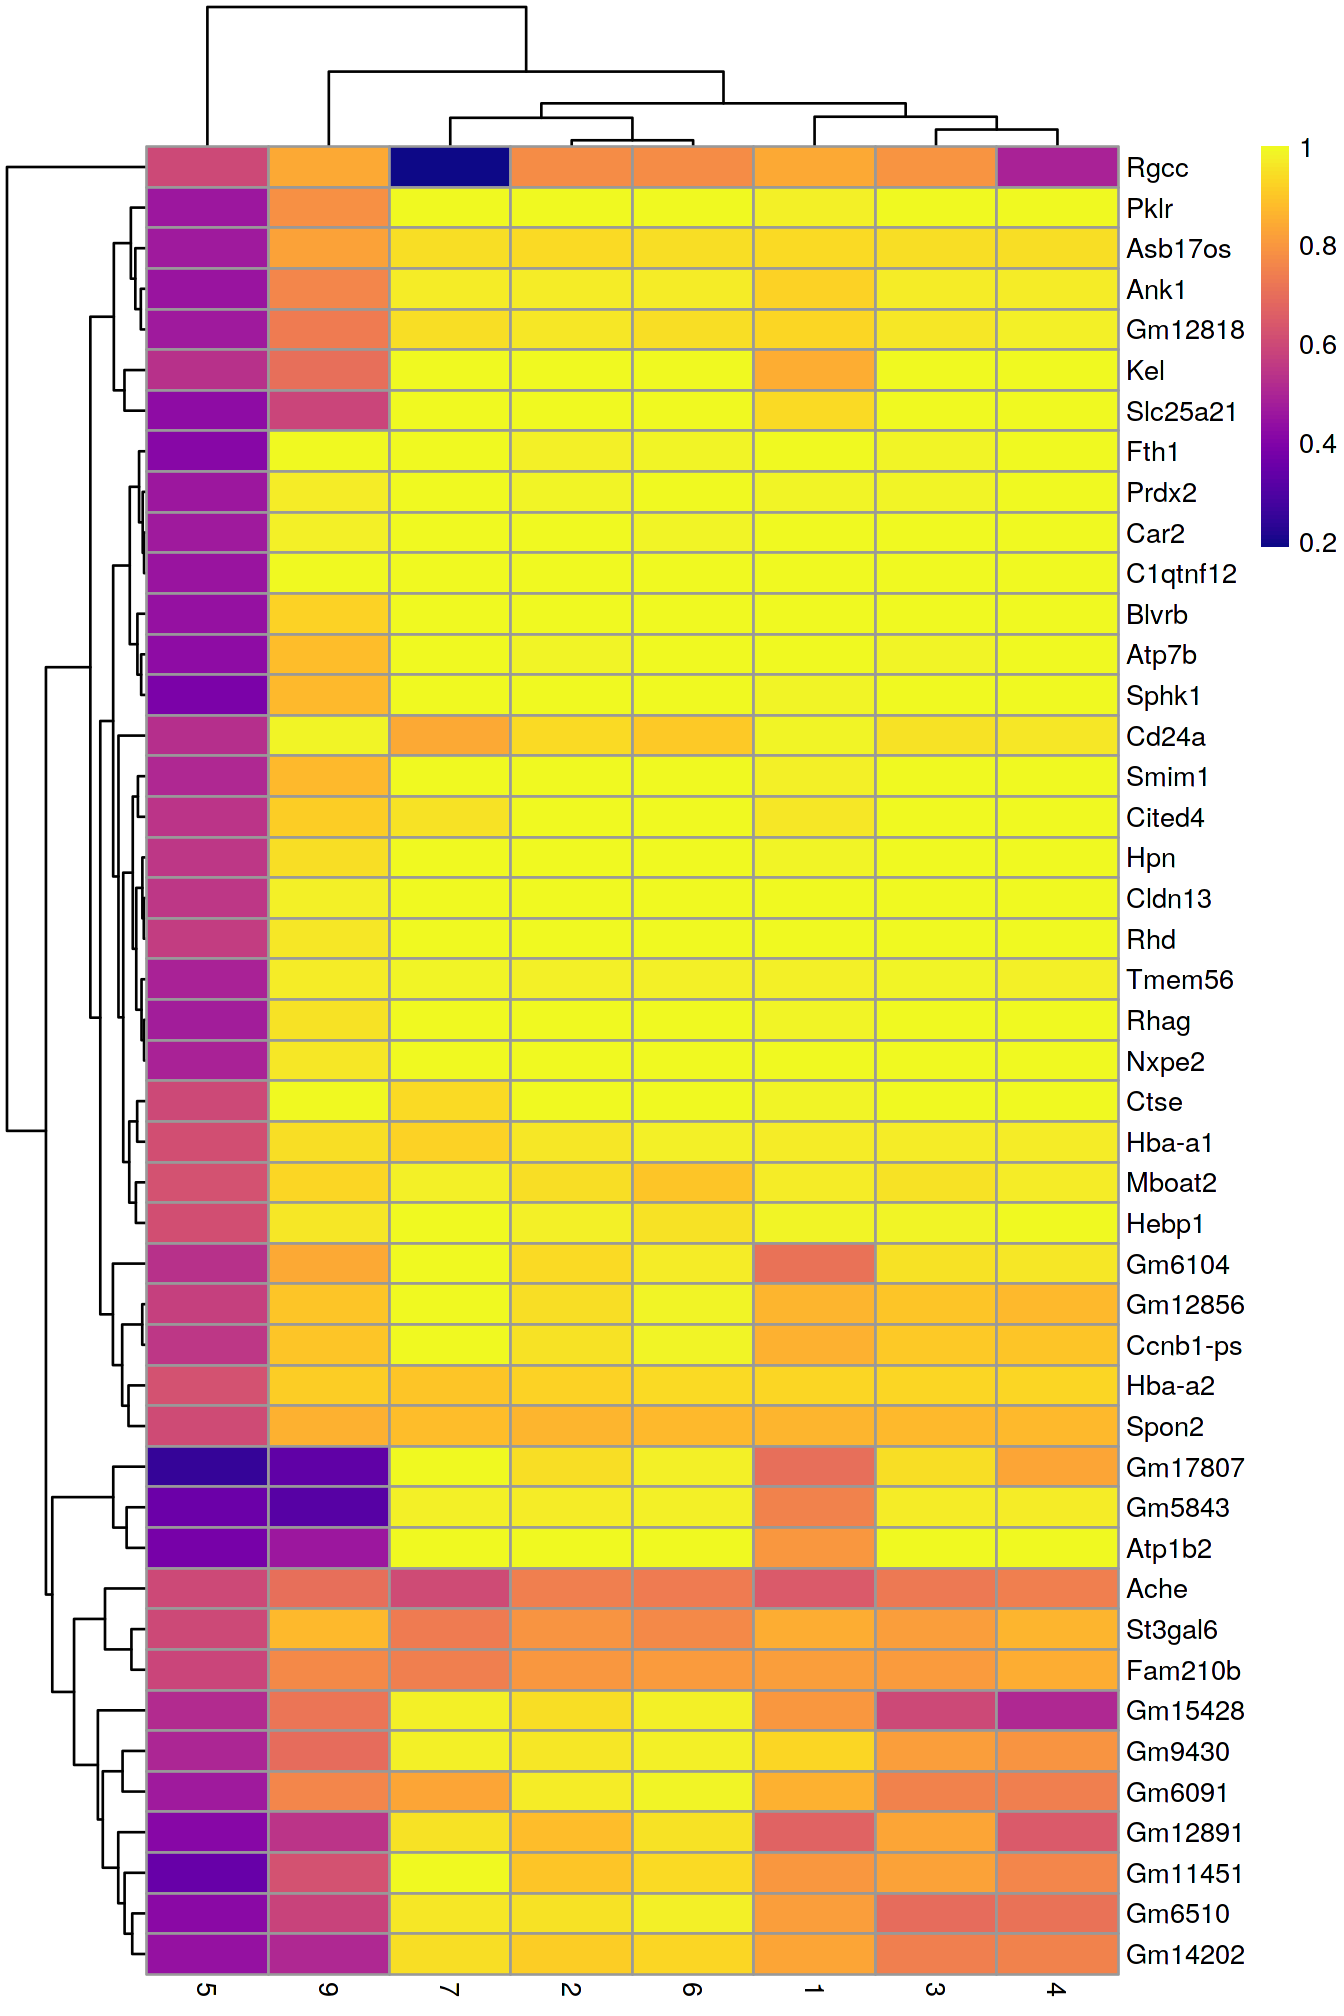 Rgcc
Pklr
Asb17os
Ank1
Gm12818
Kel
Slc25a21
Fth1
Prdx2
Car2
C1qtnf12
Blvrb
Atp7b
Sphk1
Cd24a
Smim1
Cited4
Hpn
Cldn13
Rhd
Tmem56
Rhag
Nxpe2
Ctse
Hba-a1
Mboat2
Hebp1
Gm6104
Gm12856
Ccnb1-ps
Hba-a2
Spon2
Gm17807
Gm5843
Atp1b2
Ache
St3gal6
Fam210b
Gm15428
Gm9430
Gm6091
Gm12891
Gm11451
Gm6510
Gm14202
5 9 7 2 6 1 3 4
1
0.8
0.6
0.4
0.2